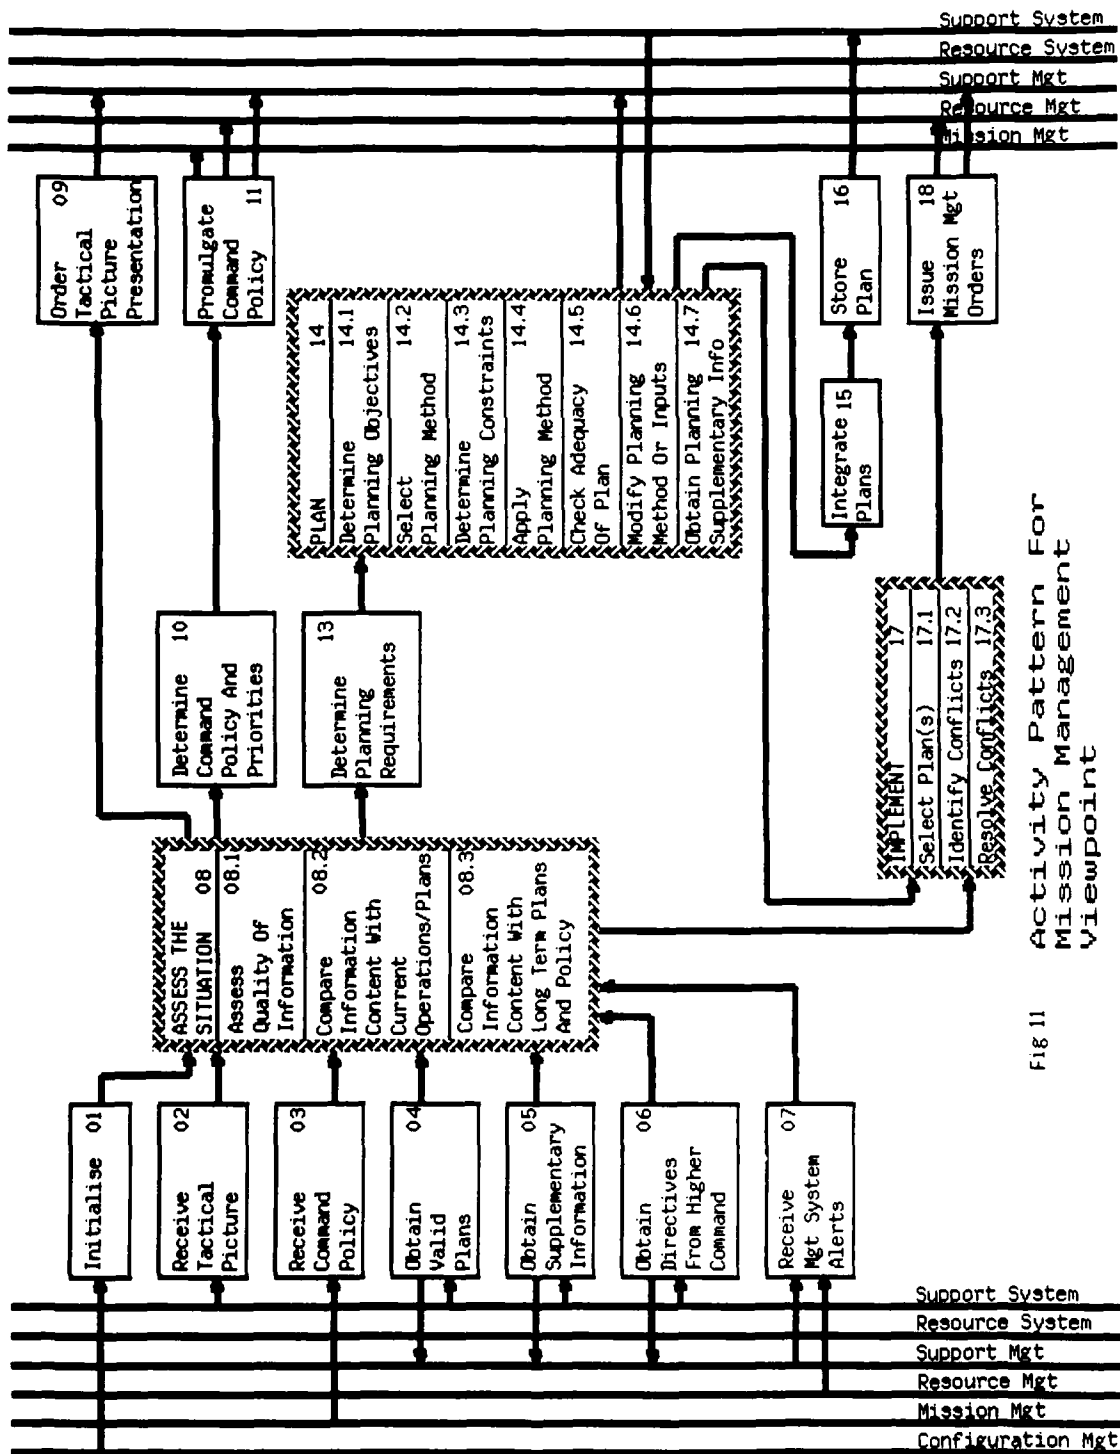 Initialise 01
Receive 02
Tactical
Picture
Receive 03
Command
Policy
Obtain 04
Valid
Plans
Obtain 05
Supplementary
Information
Obtain 06
Directives
From Higher
Command
Receive 07
Mgt System
Alerts
ASSESS THE
SITUATION 08
Assess 08.1
Quality Of
Information
Compare 08.2
Information
Content With
Current
Operations/Plans
Compare 08.3
Information
Content With
Long Term Plans
And Policy
Determine 10
Command
Policy And
Priorities
Determine 13
Planning
Requirements
Order 09
Tactical
Picture
Presentation
Promulgate
Command
Policy 11
PLAN 14
Determine 14.1
Planning Objectives
Select 14.2
Planning Method
Determine 14.3
Planning Constraints
Apply 14.4
Planning Method
Check Adequacy 14.5
Of Plan
Modify Planning 14.6
Method Or Inputs
Obtain Planning 14.7
Supplementary Info
Integrate 15
Plans
Store 16
Plan
IMPLEMENT 17
Select Plan(s) 17.1
Identify Conflicts 17.2
Resolve Conflicts 17.3
Issue 18
Mission Mgt
Orders
Support System
Resource System
Support Mgt
Resource Mgt
Mission Mgt
Support System
Resource System
Support Mgt
Resource Mgt
Mission Mgt
Configuration Mgt
Fig 11 Activity Pattern For
Mission Management
Viewpoint